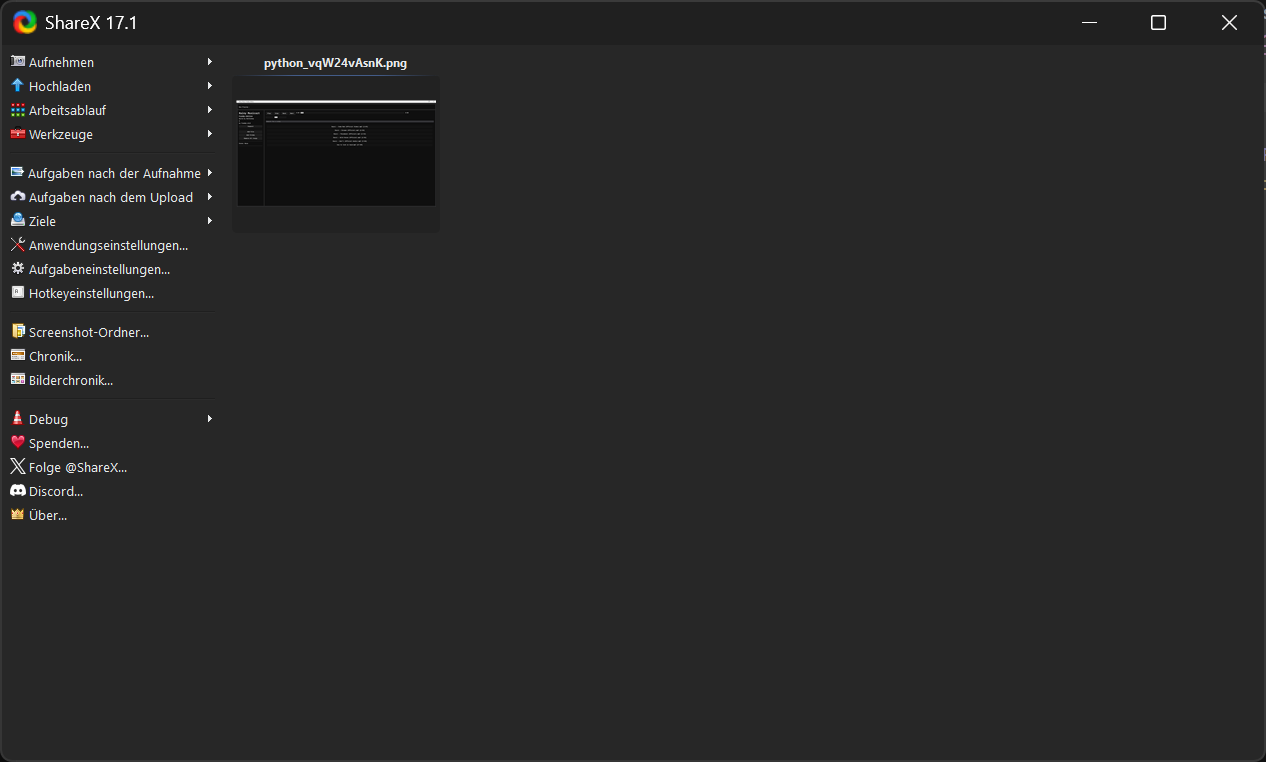 ShareX 17.1
Aufnehmen
Hochladen
Arbeitsablauf
Werkzeuge
Aufgaben nach der Aufnahme
Aufgaben nach dem Upload
Ziele
Anwendungseinstellungen...
Aufgabeneinstellungen...
Hotkeyeinstellungen...
Screenshot-Ordner...
Chronik...
Bilderchronik...
Debug
Spenden...
Folge @ShareX...
Discord...
Über...
python_vqW24vAsnK.png